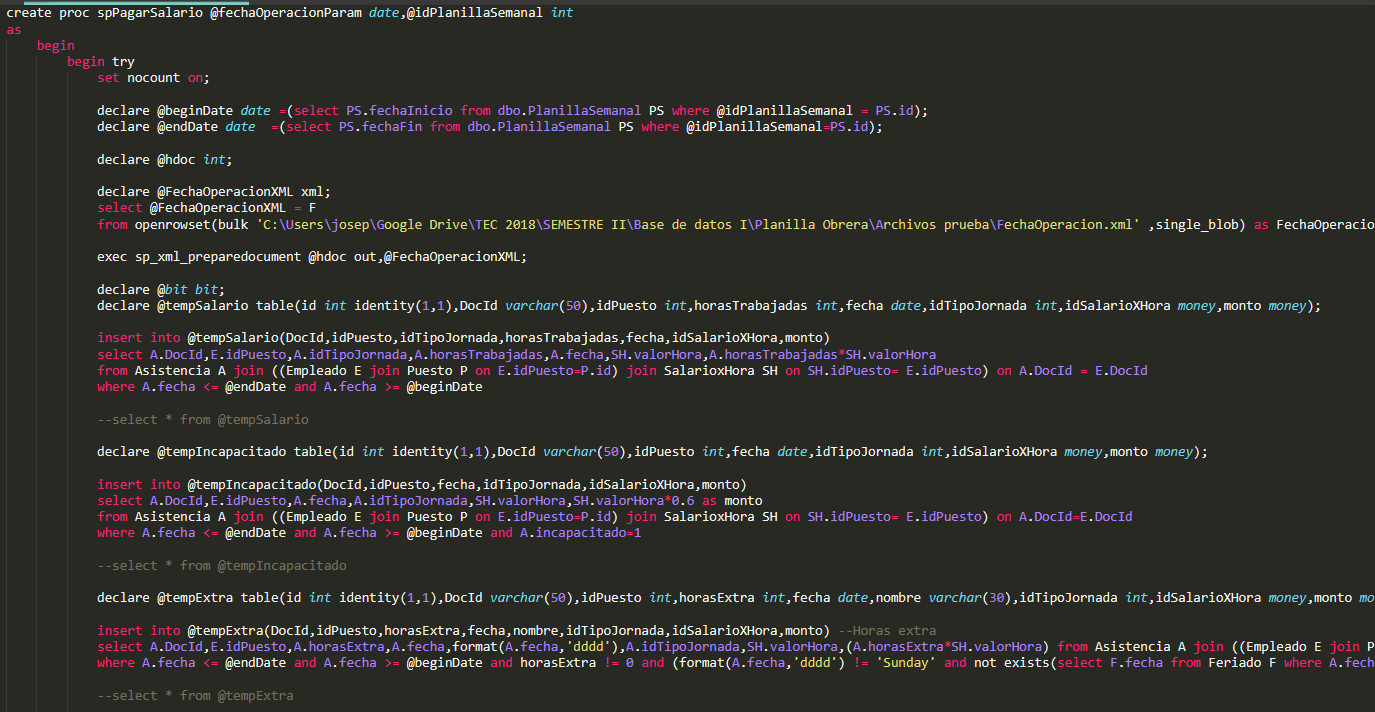 create proc spPagarSalario @fechaOperacionParam date,@idPlanillaSemanal int
as
begin
begin try
set nocount on;
declare @beginDate date =(select PS.fechaInicio from dbo.PlanillaSemanal PS where @idPlanillaSemanal = PS.id);
declare @endDate date  =(select PS.fechaFin from dbo.PlanillaSemanal PS where @idPlanillaSemanal=PS.id);
declare @hdoc int;
declare @FechaOperacionXML xml;
select @FechaOperacionXML = F
from openrowset(bulk 'C:\Users\josep\Google Drive\TEC 2018\SEMESTRE II\Base de datos I\Planilla Obrera\Archivos prueba\FechaOperacion.xml' ,single_blob) as FechaOperacio
exec sp_xml_preparedocument @hdoc out,@FechaOperacionXML;
declare @bit bit;
declare @tempSalario table(id int identity(1,1),DocId varchar(50),idPuesto int,horasTrabajadas int,fecha date,idTipoJornada int,idSalarioXHora money,monto money);
insert into @tempSalario(DocId,idPuesto,idTipoJornada,horasTrabajadas,fecha,idSalarioXHora,monto)
select A.DocId,E.idPuesto,A.idTipoJornada,A.horasTrabajadas,A.fecha,SH.valorHora,A.horasTrabajadas*SH.valorHora
from Asistencia A join ((Empleado E join Puesto P on E.idPuesto=P.id) join SalarioxHora SH on SH.idPuesto= E.idPuesto) on A.DocId = E.DocId
where A.fecha <= @endDate and A.fecha >= @beginDate
--select * from @tempSalario
declare @tempIncapacitado table(id int identity(1,1),DocId varchar(50),idPuesto int,fecha date,idTipoJornada int,idSalarioXHora money,monto money);
insert into @tempIncapacitado(DocId,idPuesto,fecha,idTipoJornada,idSalarioXHora,monto)
select A.DocId,E.idPuesto,A.fecha,A.idTipoJornada,SH.valorHora,SH.valorHora*0.6 as monto
from Asistencia A join ((Empleado E join Puesto P on E.idPuesto=P.id) join SalarioxHora SH on SH.idPuesto= E.idPuesto) on A.DocId=E.DocId
where A.fecha <= @endDate and A.fecha >= @beginDate and A.incapacitado=1
--select * from @tempIncapacitado
declare @tempExtra table(id int identity(1,1),DocId varchar(50),idPuesto int,horasExtra int,fecha date,nombre varchar(30),idTipoJornada int,idSalarioXHora money,monto mo
insert into @tempExtra(DocId,idPuesto,horasExtra,fecha,nombre,idTipoJornada,idSalarioXHora,monto) --Horas extra
select A.DocId,E.idPuesto,A.horasExtra,A.fecha,format(A.fecha,'dddd'),A.idTipoJornada,SH.valorHora,(A.horasExtra*SH.valorHora) from Asistencia A join ((Empleado E join P
where A.fecha <= @endDate and A.fecha >= @beginDate and horasExtra != 0 and (format(A.fecha,'dddd') != 'Sunday' and not exists(select F.fecha from Feriado F where A.fech
--select * from @tempExtra